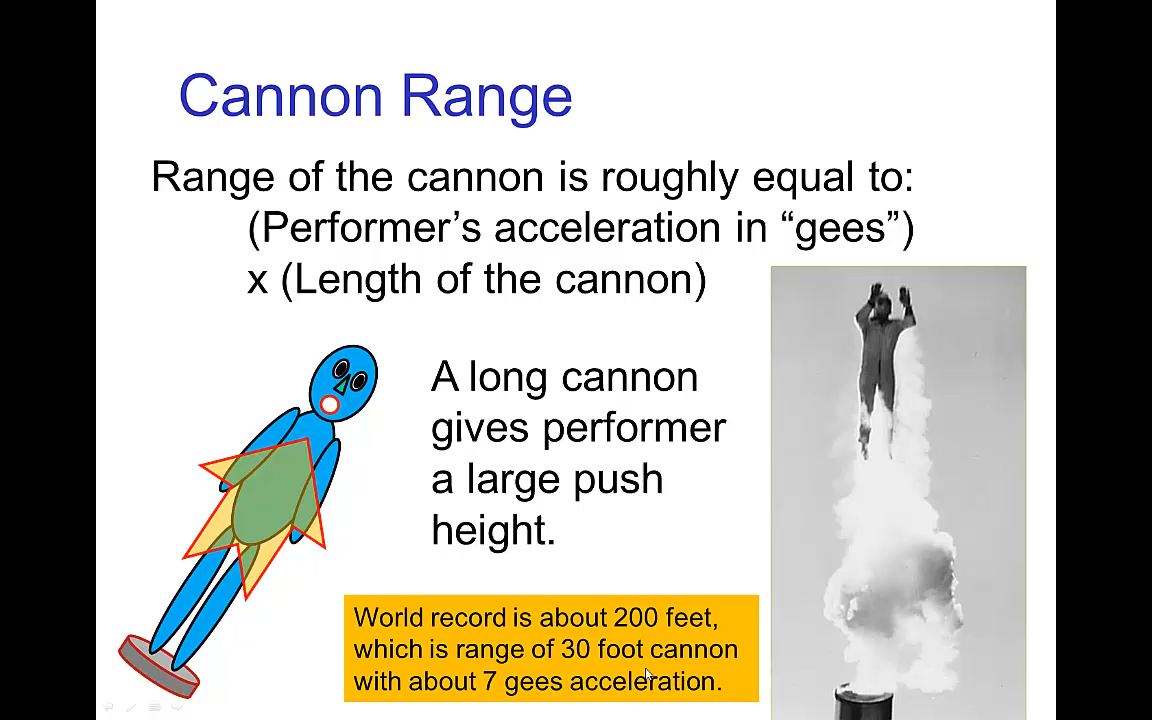 Cannon Range
Range of the cannon is roughly equal to:
(Performer’s acceleration in “gees”)
x (Length of the cannon)
A long cannon
gives performer
a large push
height.
World record is about 200 feet,
which is range of 30 foot cannon
with about 7 gees acceleration.